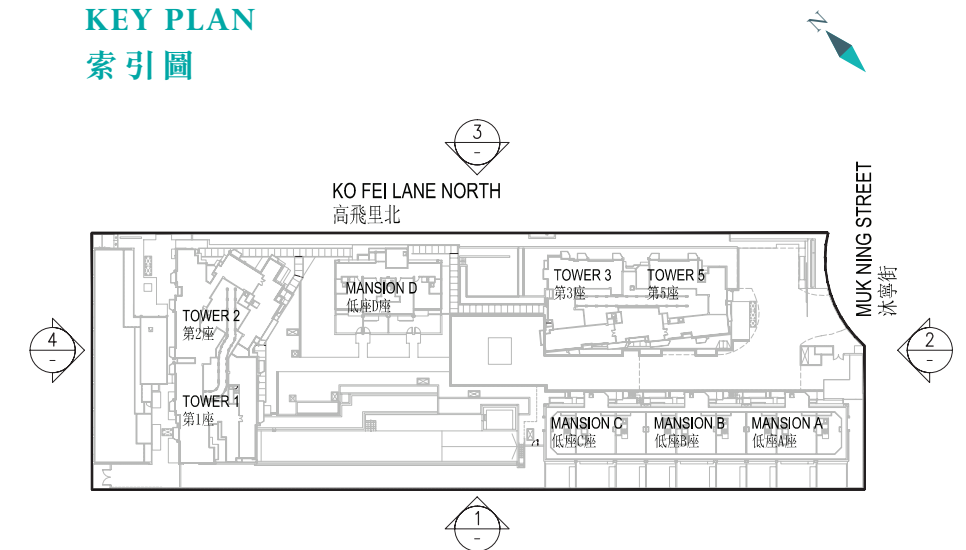 KEY PLAN
索引圖
N
3
-
KO FEI LANE NORTH
高飛里北
MUK NING STREET
沐寧街
TOWER 3
第3座
TOWER 5
第5座
MANSION D
低座D座
TOWER 2
第2座
4
-
2
-
TOWER 1
第1座
MANSION C
低座C座
MANSION B
低座B座
MANSION A
低座A座
1
-